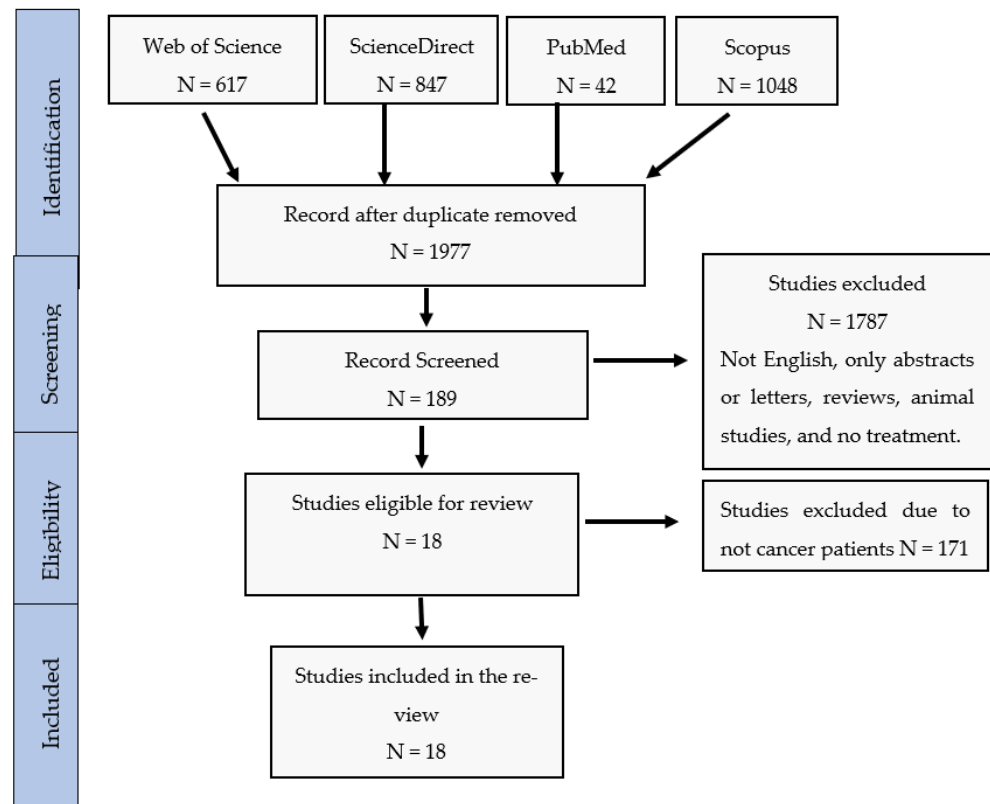 Identification
Web of Science
N = 617
ScienceDirect
N = 847
PubMed
N = 42
Scopus
N = 1048
Record after duplicate removed
N = 1977
Screening
Record Screened
N = 189
Studies excluded
N = 1787
Not English, only abstracts
or letters, reviews, animal
studies, and no treatment.
Eligibility
Studies eligible for review
N = 18
Studies excluded due to
not cancer patients N = 171
Included
Studies included in the re-
view
N = 18